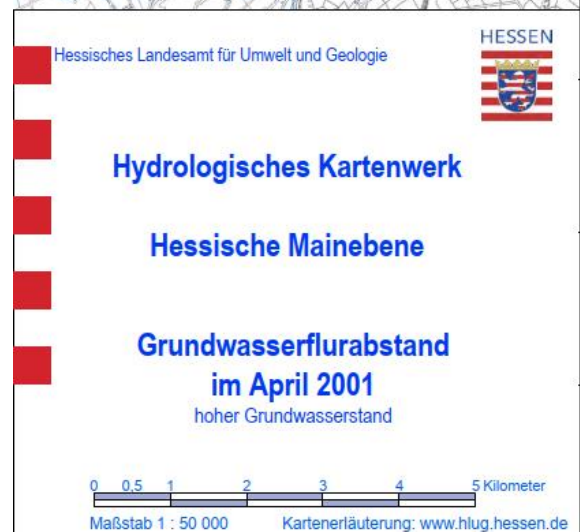 HESSEN
Hessisches Landesamt für Umwelt und Geologie
Hydrologisches Kartenwerk
Hessische Mainebene
Grundwasserflurabstand
im April 2001
hoher Grundwasserstand
0 0,5 1 2 3 4 5 Kilometer
Maßstab 1 : 50 000 Kartenerläuterung: www.hlug.hessen.de